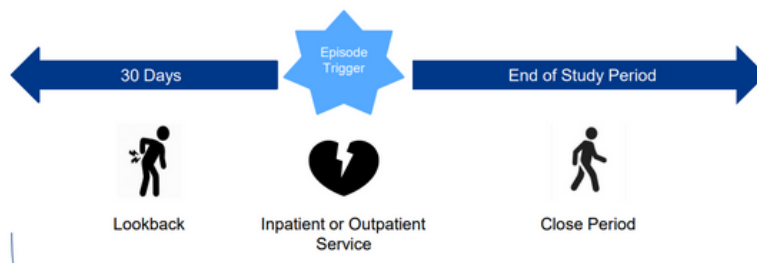 Episode
Trigger
30 Days
End of Study Period
Lookback
Inpatient or Outpatient
Service
Close Period